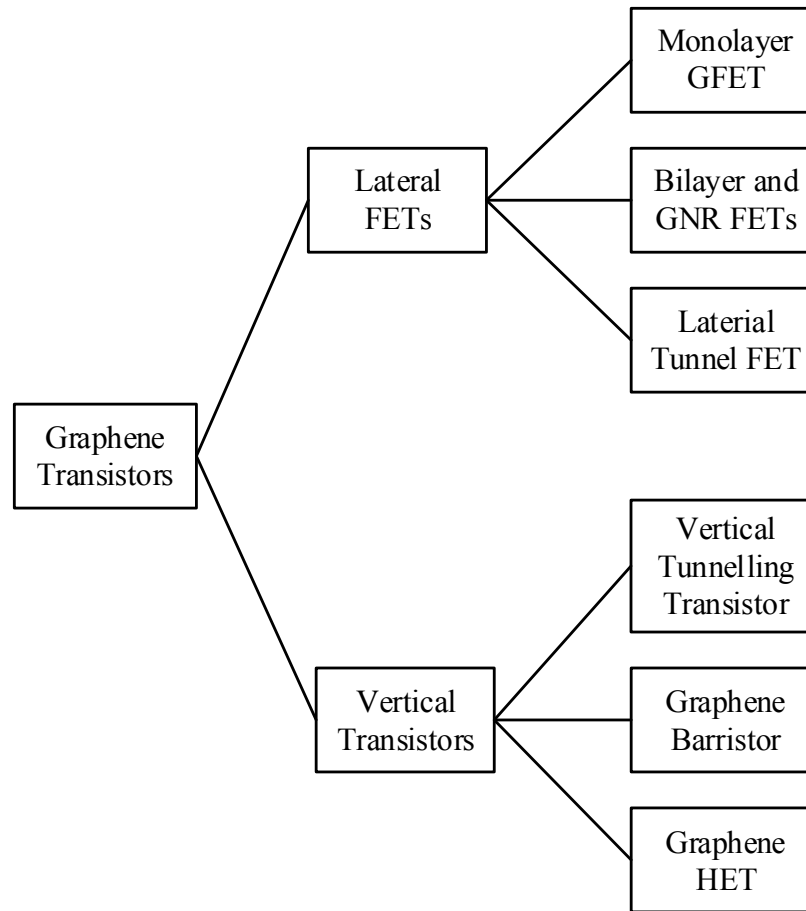 Monolayer
GFET
Lateral
FETs
Bilayer and
GNR FETs
Laterial
Tunnel FET
Graphene
Transistors
Vertical
Tunnelling
Transistor
Vertical
Transistors
Graphene
Barristor
Graphene
HET